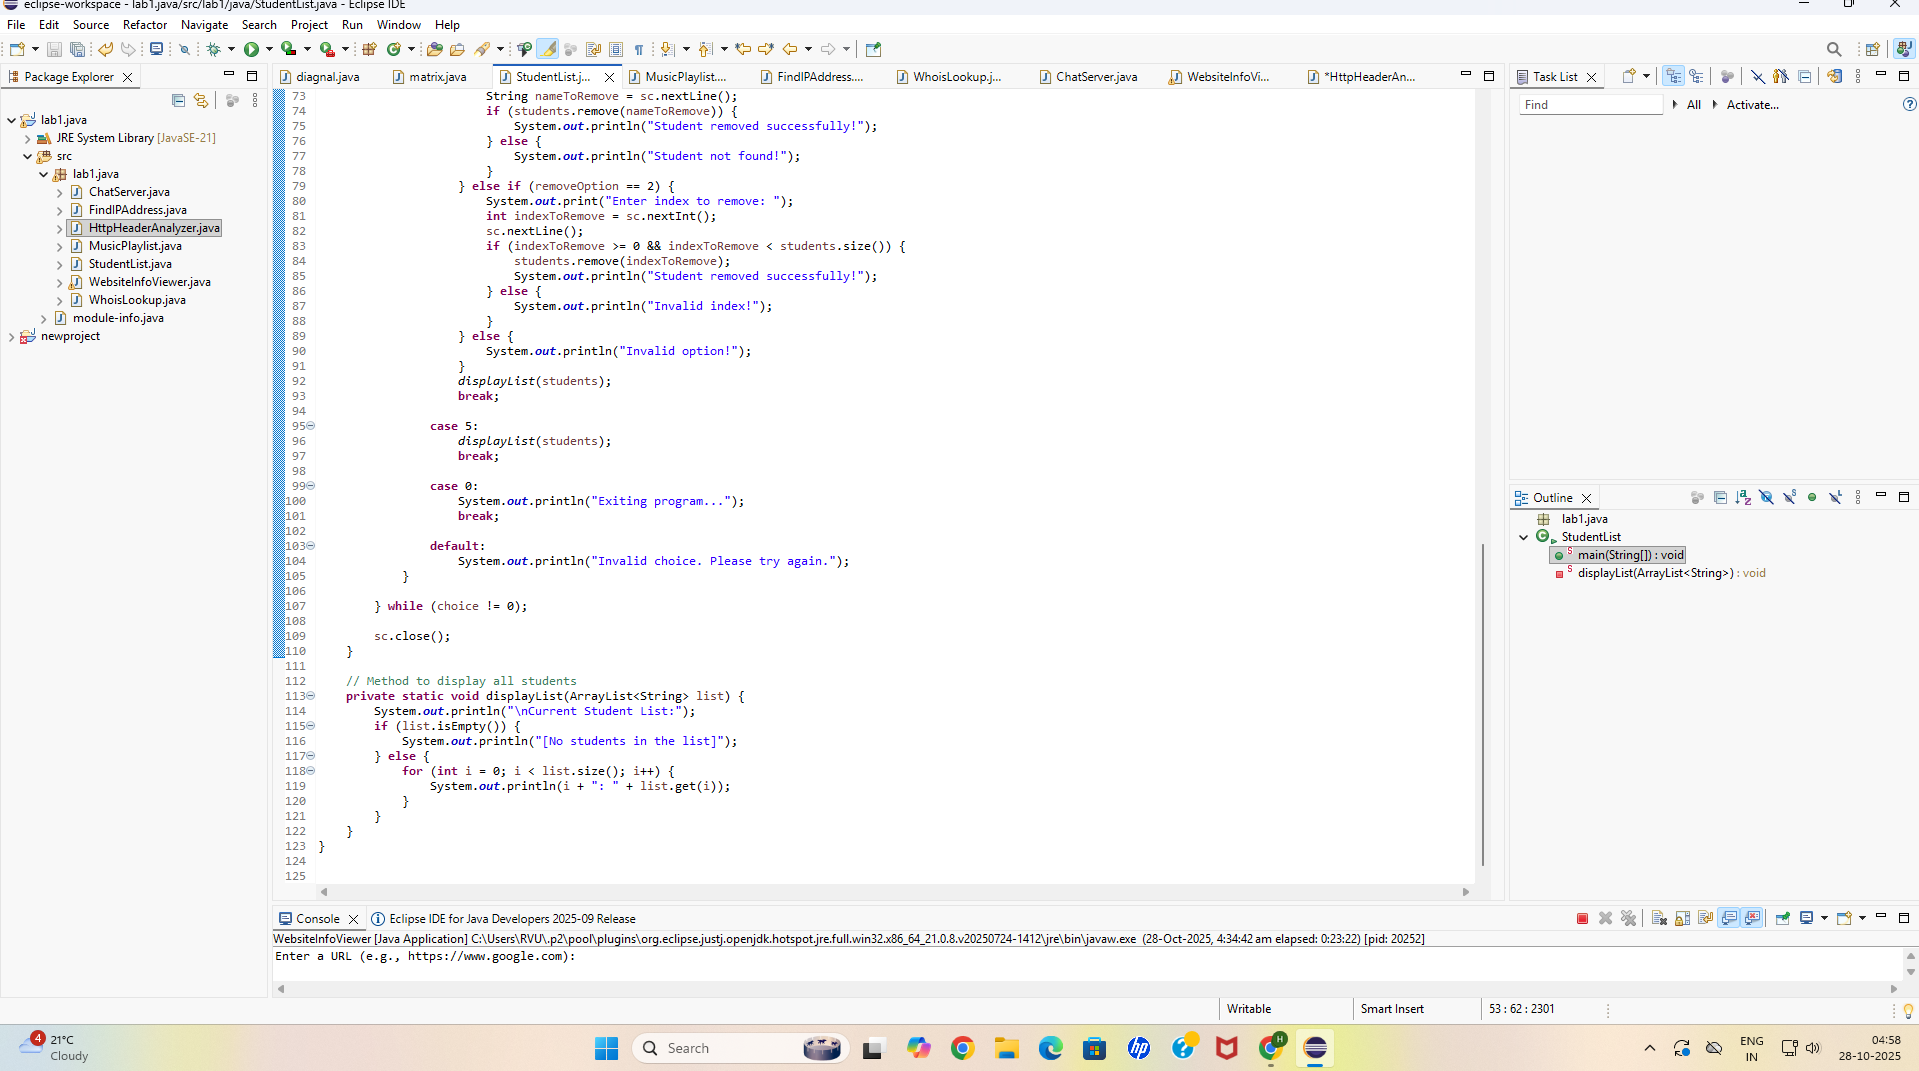 eclipse-workspace - lab1.java/src/lab1/java/StudentList.java - Eclipse IDE
File Edit Source Refactor Navigate Search Project Run Window Help
Package Explorer
lab1.java
JRE System Library [JavaSE-21]
src
lab1.java
ChatServer.java
FindIPAddress.java
HttpHeaderAnalyzer.java
MusicPlaylist.java
StudentList.java
WebsiteInfoViewer.java
WhoisLookup.java
module-info.java
newproject
diagnal.java matrix.java StudentList.j... MusicPlaylist.... FindIPAddress.... WhoisLookup.j... ChatServer.java WebsiteInfoVi... *HttpHeaderAn...
73 String nameToRemove = sc.nextLine();
74 if (students.remove(nameToRemove)) {
75 System.out.println("Student removed successfully!");
76 } else {
77 System.out.println("Student not found!");
78 }
79 } else if (removeOption == 2) {
80 System.out.print("Enter index to remove: ");
81 int indexToRemove = sc.nextInt();
82 sc.nextLine();
83 if (indexToRemove >= 0 && indexToRemove < students.size()) {
84 students.remove(indexToRemove);
85 System.out.println("Student removed successfully!");
86 } else {
87 System.out.println("Invalid index!");
88 }
89 } else {
90 System.out.println("Invalid option!");
91 }
92 displayList(students);
93 break;
94
95 case 5:
96 displayList(students);
97 break;
98
99 case 0:
100 System.out.println("Exiting program...");
101 break;
102
103 default:
104 System.out.println("Invalid choice. Please try again.");
105 }
106
107 } while (choice != 0);
108
109 sc.close();
110 }
111
112 // Method to display all students
113 private static void displayList(ArrayList<String> list) {
114 System.out.println("\nCurrent Student List:");
115 if (list.isEmpty()) {
116 System.out.println("[No students in the list]");
117 } else {
118 for (int i = 0; i < list.size(); i++) {
119 System.out.println(i + ": " + list.get(i));
120 }
121 }
122 }
123 }
124
125
Task List
Find All Activate...
Outline
lab1.java
StudentList
main(String[]) : void
displayList(ArrayList<String>) : void
Console Eclipse IDE for Java Developers 2025-09 Release
WebsiteInfoViewer [Java Application] C:\Users\RVU\.p2\pool\plugins\org.eclipse.justj.openjdk.hotspot.jre.full.win32.x86_64_21.0.8.v20250724-1412\jre\bin\javaw.exe (28-Oct-2025, 4:34:42 am elapsed: 0:23:22) [pid: 20252]
Enter a URL (e.g., https://www.google.com):
Writable Smart Insert 53 : 62 : 2301
4
21°C
Cloudy
Search
hp
H
ENG
IN
04:58
28-10-2025